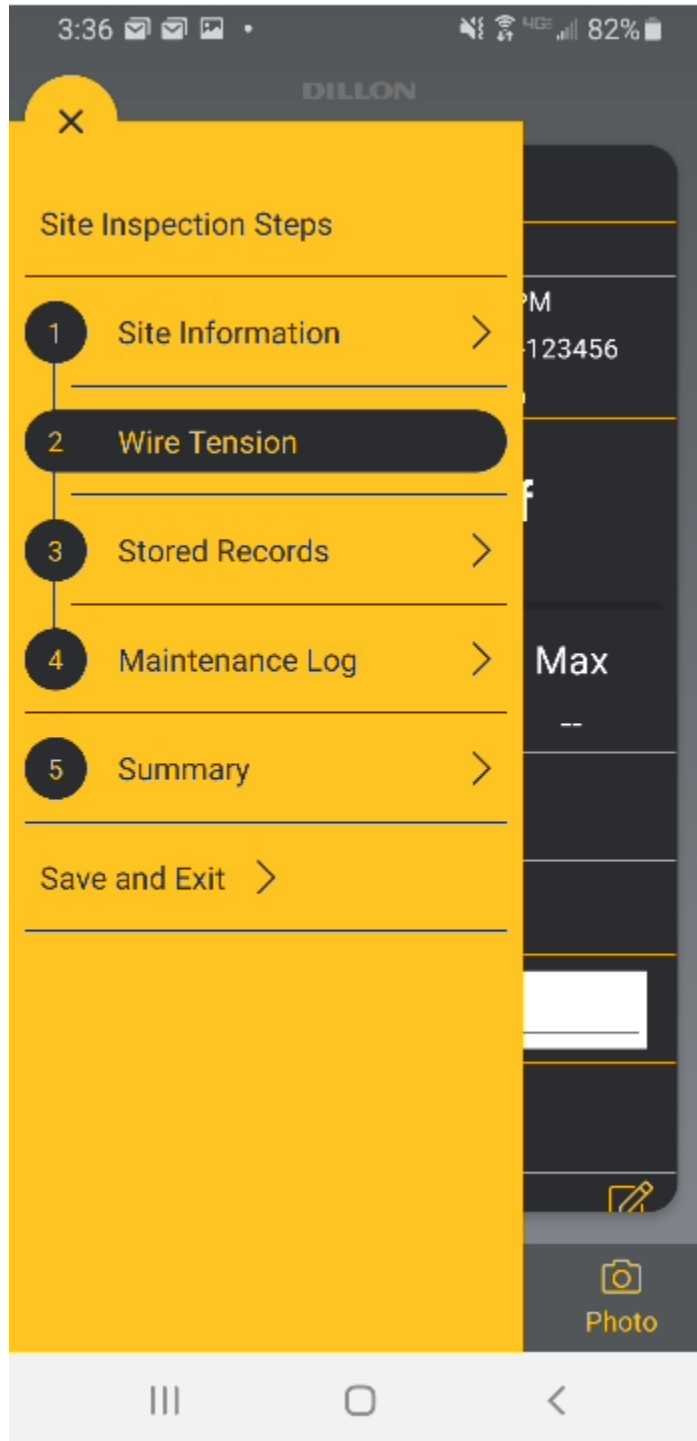 3:36 4GE 82%
DILLON
Site Inspection Steps
PM
1 Site Information
-123456
2 Wire Tension
3 Stored Records
4 Maintenance Log
Max
--
5 Summary
Save and Exit
Photo